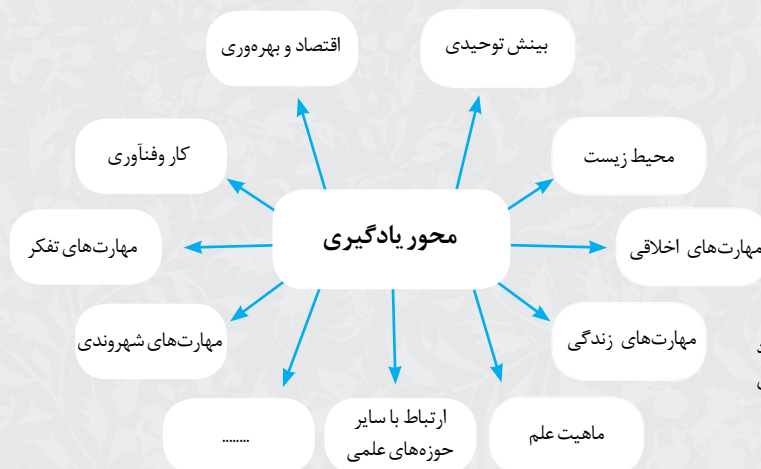 بینش توحیدی
اقتصاد و بهره‌وری
محیط زیست
کار وفنآوری
محور یادگیری
مهارت‌های اخلاقی
مهارت‌های تفکر
مهارت‌های زندگی
مهارت‌های شهروندی
ماهیت علم
ارتباط با سایر
حوزه‌های علمی
........